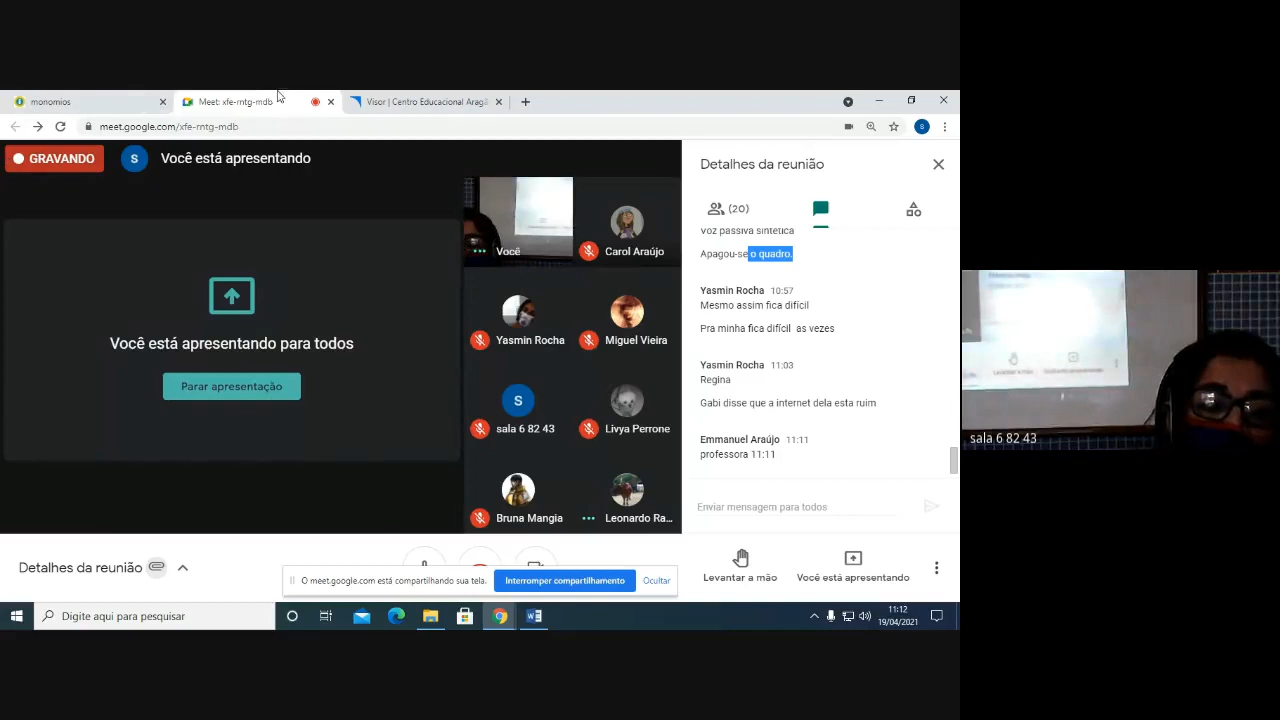 monomios
Meet: xfe-rntg-mdb
Visor | Centro Educacional Aragã
meet.google.com/xfe-rntg-mdb
S
GRAVANDO
S
Você está apresentando
Você está apresentando para todos
Parar apresentação
Você
Carol Araújo
Yasmin Rocha
Miguel Vieira
S
sala 6 82 43
Livya Perrone
Bruna Mangia
Leonardo Ra...
Detalhes da reunião
(20)
voz passiva sintética
Apagou-se o quadro.
Yasmin Rocha 10:57
Mesmo assim fica difícil
Pra minha fica difícil as vezes
Yasmin Rocha 11:03
Regina
Gabi disse que a internet dela esta ruim
Emmanuel Araújo 11:11
professora 11:11
Enviar mensagem para todos
Detalhes da reunião
O meet.google.com está compartilhando sua tela.
Interromper compartilhamento
Ocultar
Levantar a mão
Você está apresentando
Digite aqui para pesquisar
11:12
19/04/2021
Levantar a mão
sala 6 82 43